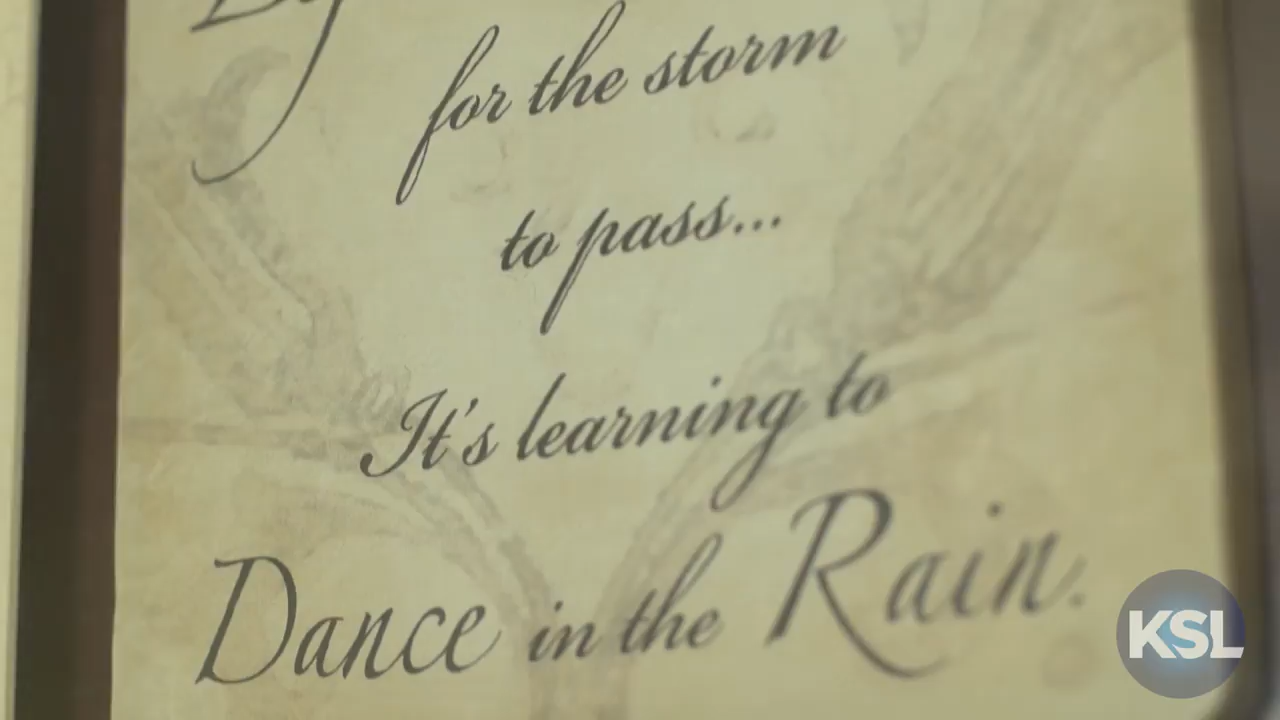 for the storm
to pass...
It's learning to
Dance in the Rain.
KSL